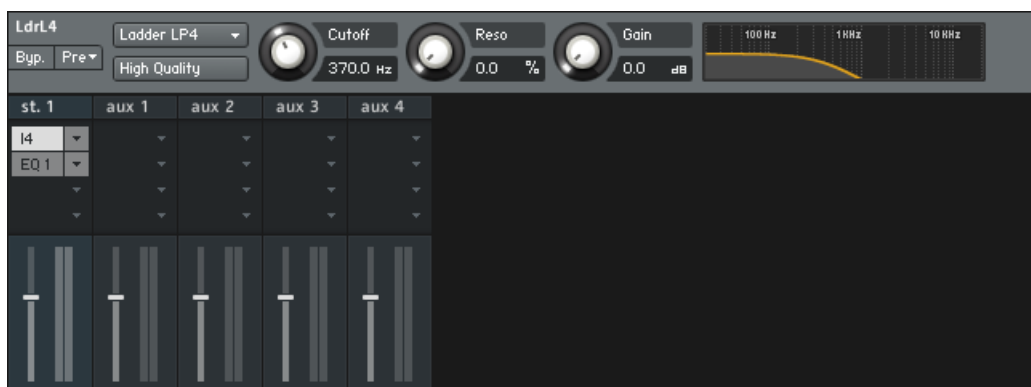 LdrL4 Ladder LP4 Cutoff Reso Gain 100 Hz 1 KHz 10 KHz
Byp. Pre High Quality 370.0 Hz 0.0 % 0.0 dB
st. 1 aux 1 aux 2 aux 3 aux 4
l4
EQ 1